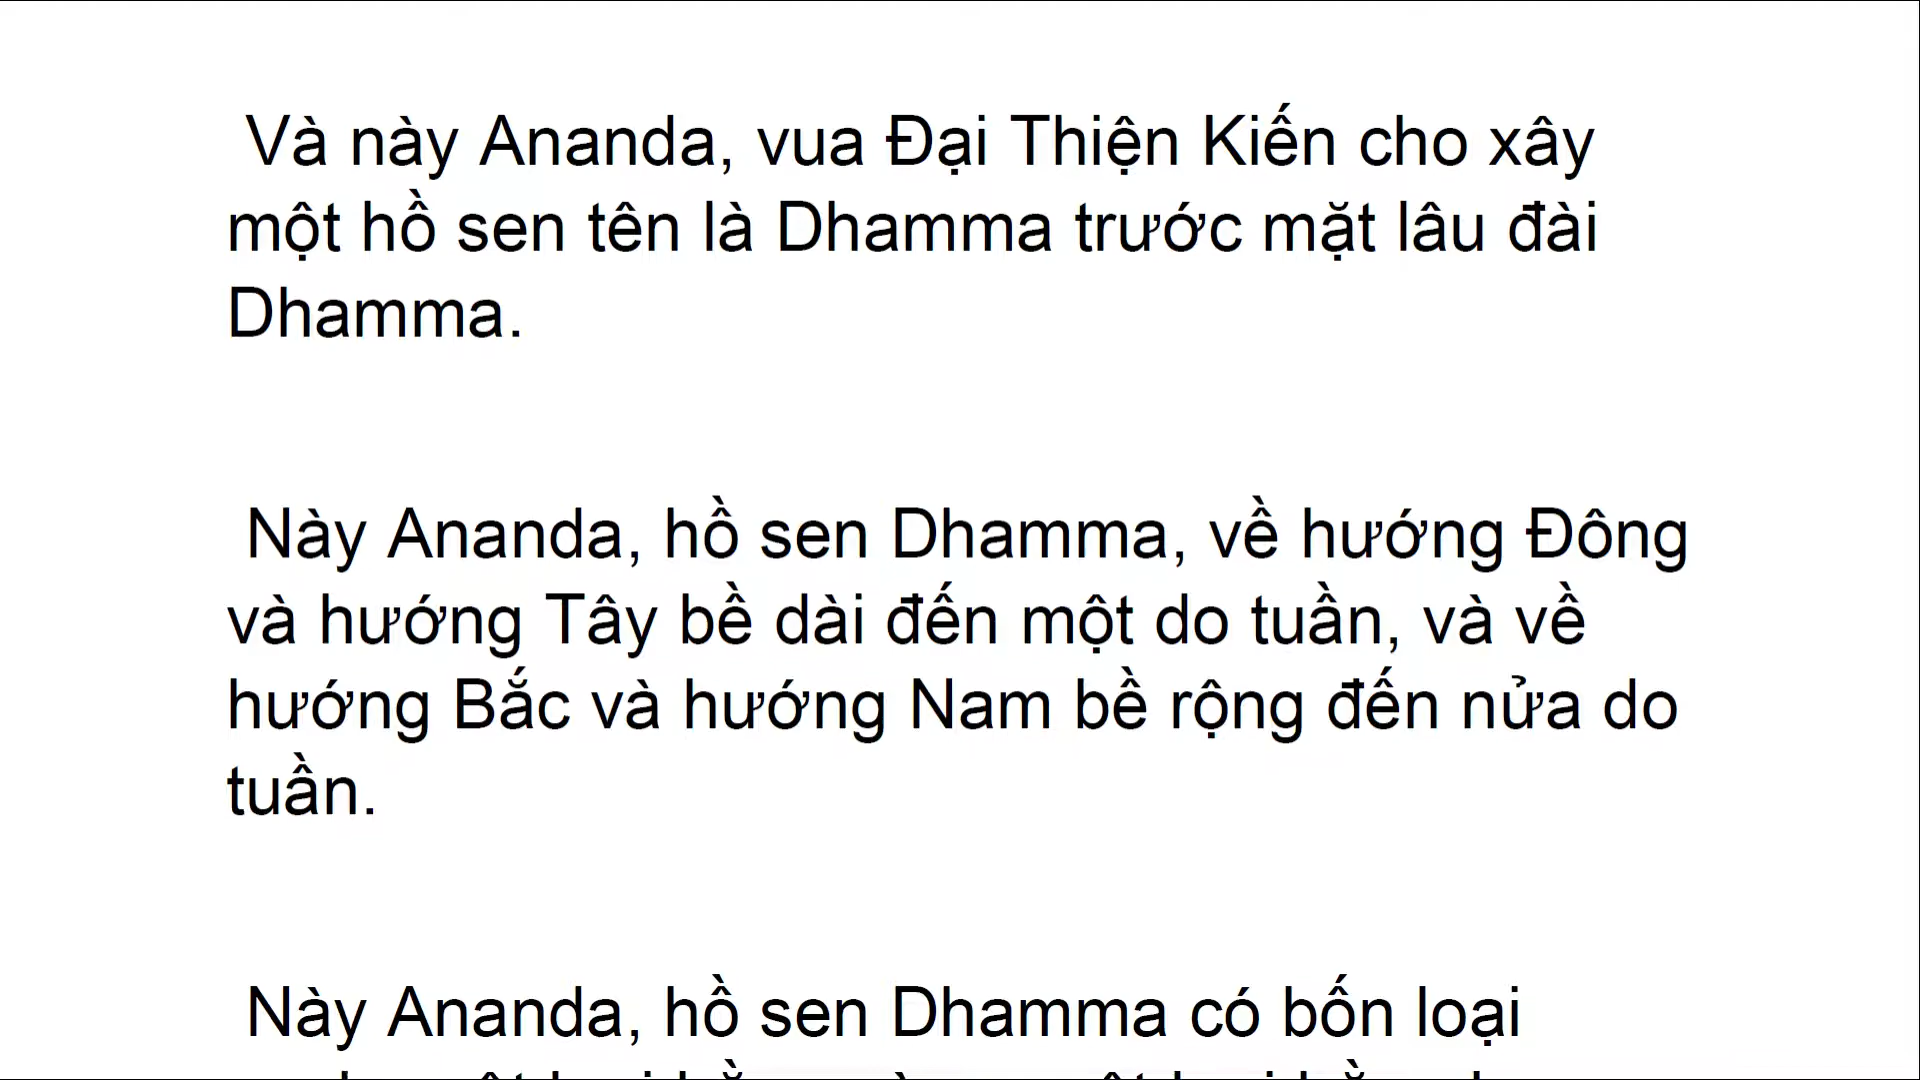 Và này Ananda, vua Đại Thiện Kiến cho xây
một hồ sen tên là Dhamma trước mặt lâu đài
Dhamma.
Này Ananda, hồ sen Dhamma, về hướng Đông
và hướng Tây bề dài đến một do tuần, và về
hướng Bắc và hướng Nam bề rộng đến nửa do
tuần.
Này Ananda, hồ sen Dhamma có bốn loại